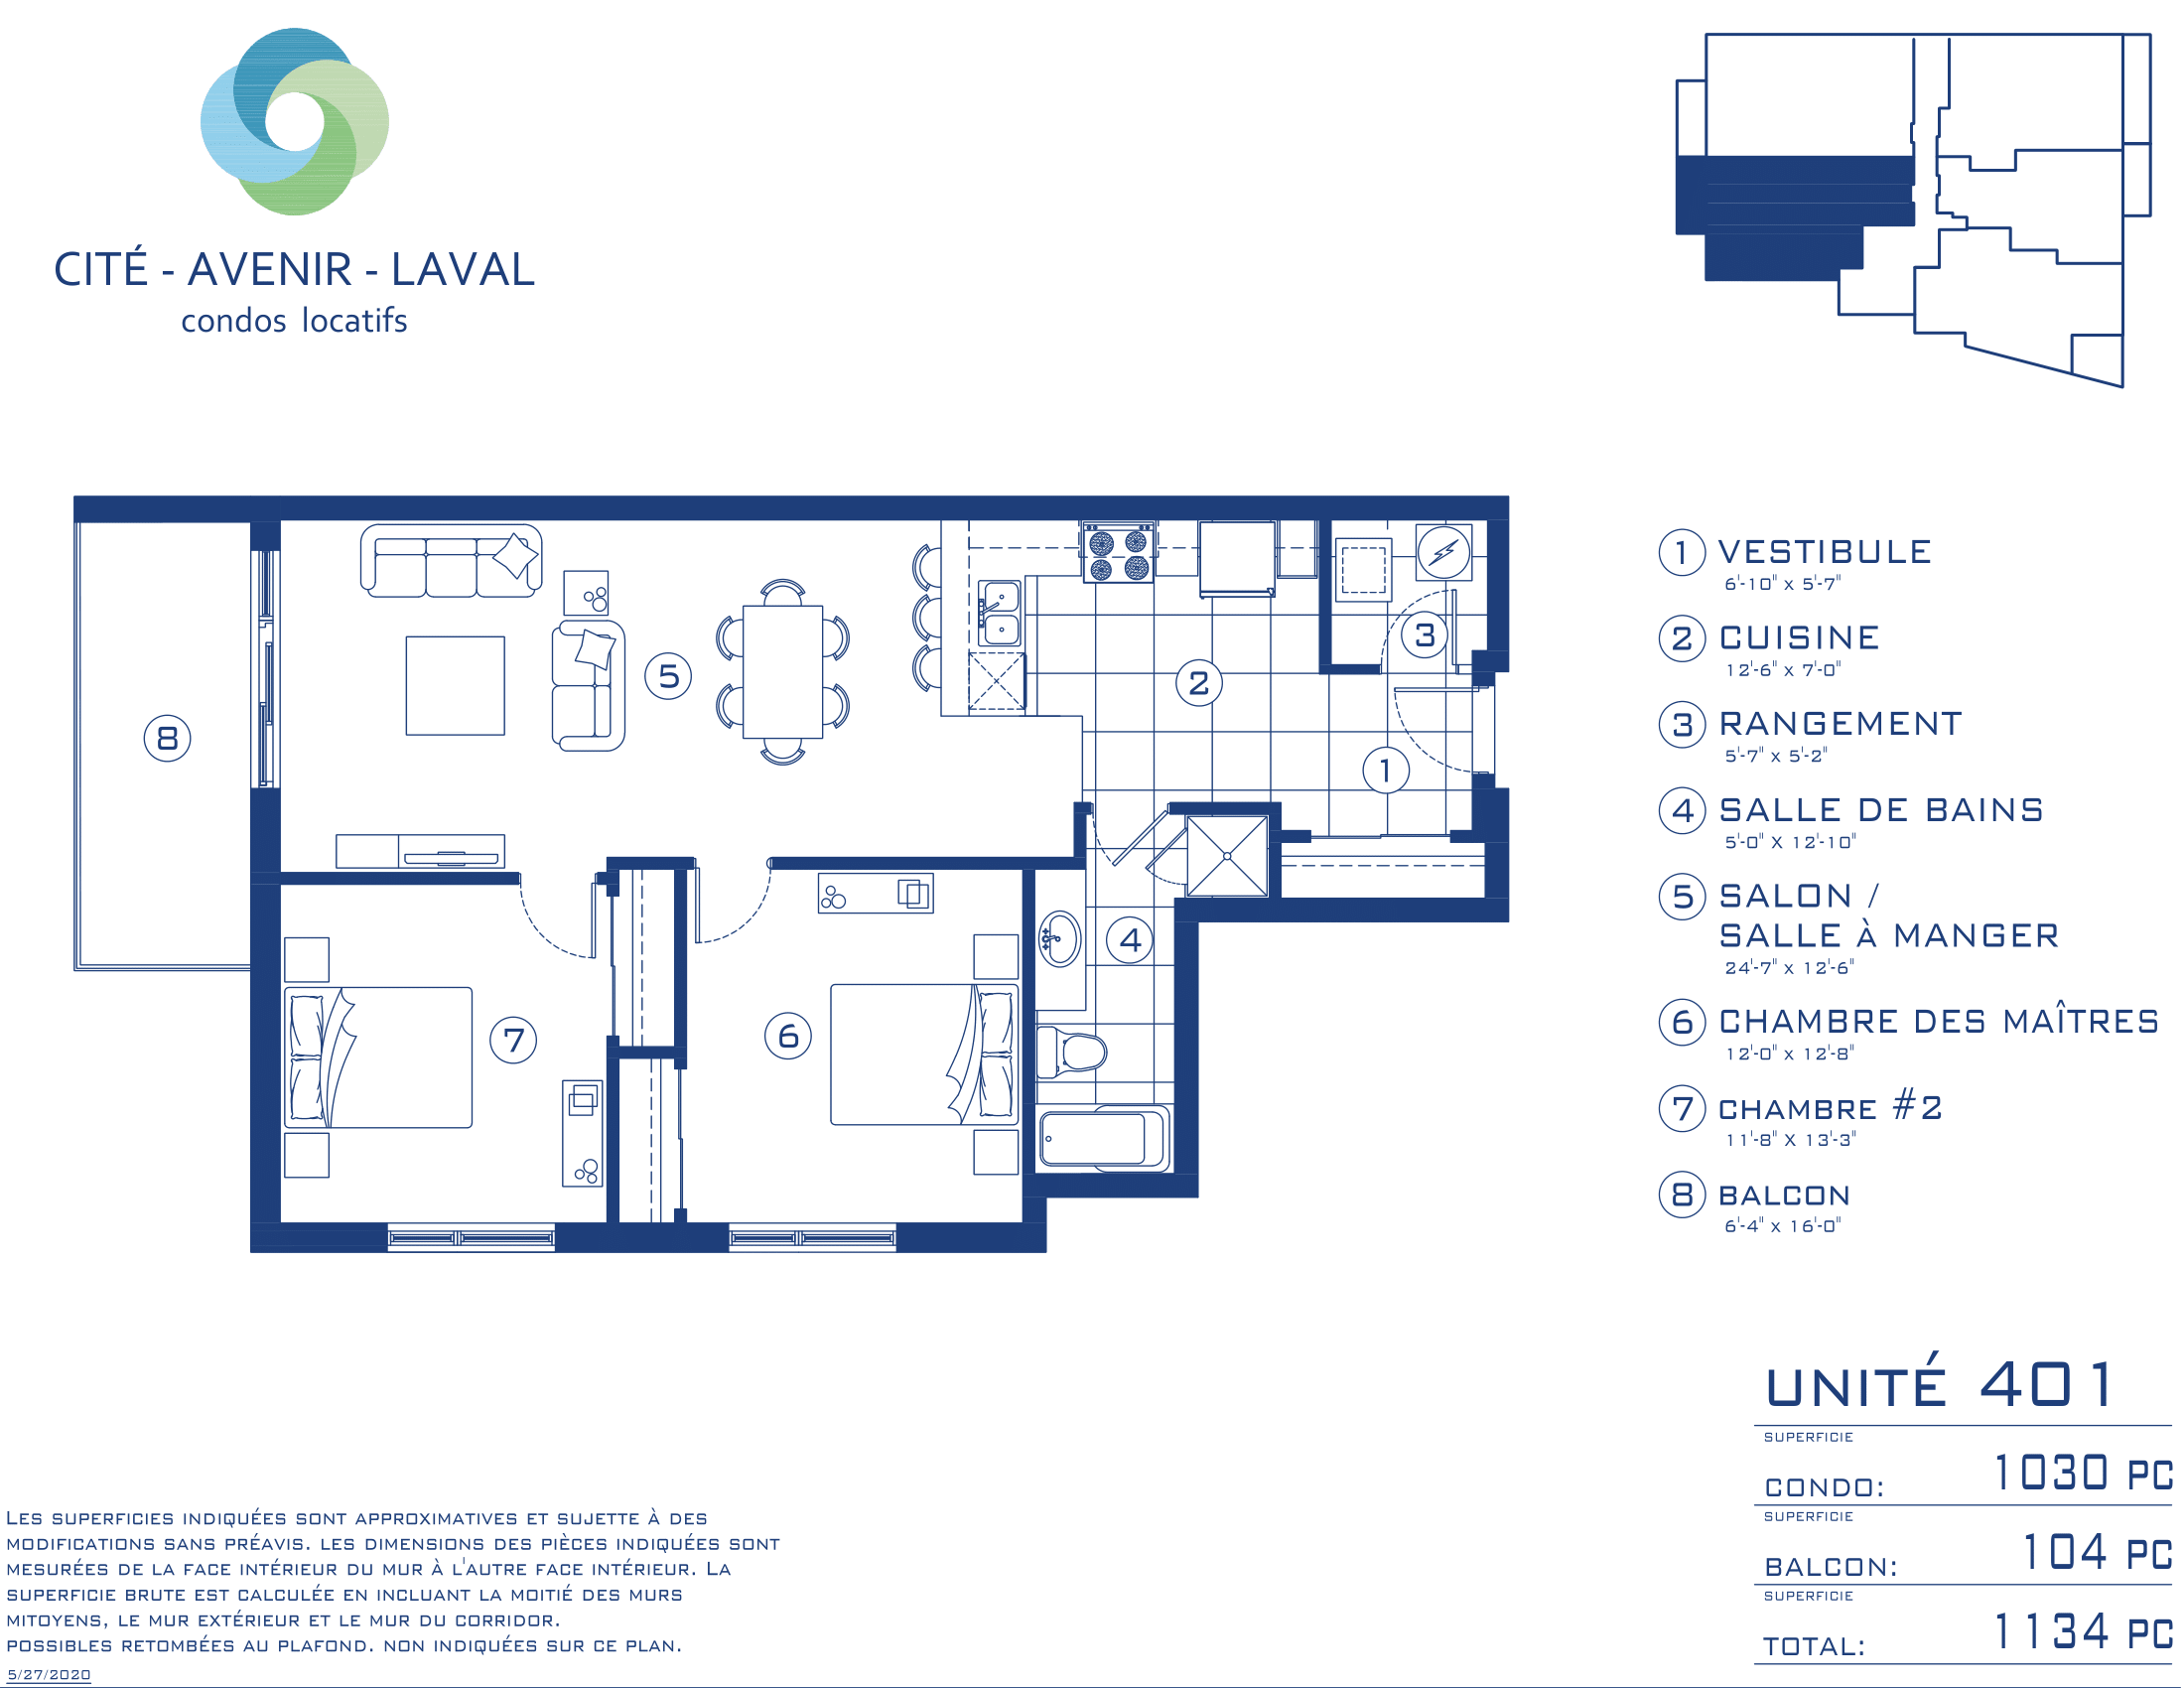 CITÉ - AVENIR - LAVAL
condos locatifs
1 VESTIBULE
6'-10" x 5'-7"
2 CUISINE
12'-6" x 7'-0"
3 RANGEMENT
5'-7" x 5'-2"
4 SALLE DE BAINS
5'-0" X 12'-10"
5 SALON /
SALLE À MANGER
24'-7" x 12'-6"
6 CHAMBRE DES MAÎTRES
12'-0" x 12'-8"
7 CHAMBRE #2
11'-8" X 13'-3"
8 BALCON
6'-4" x 16'-0"
5
2
3
8
1
4
7
6
UNITÉ 401
SUPERFICIE
CONDO: 1030 PC
SUPERFICIE
BALCON: 104 PC
SUPERFICIE
TOTAL: 1134 PC
LES SUPERFICIES INDIQUÉES SONT APPROXIMATIVES ET SUJETTE À DES
MODIFICATIONS SANS PRÉAVIS. LES DIMENSIONS DES PIÈCES INDIQUÉES SONT
MESURÉES DE LA FACE INTÉRIEUR DU MUR À L'AUTRE FACE INTÉRIEUR. LA
SUPERFICIE BRUTE EST CALCULÉE EN INCLUANT LA MOITIÉ DES MURS
MITOYENS, LE MUR EXTÉRIEUR ET LE MUR DU CORRIDOR.
POSSIBLES RETOMBÉES AU PLAFOND. NON INDIQUÉES SUR CE PLAN.
5/27/2020